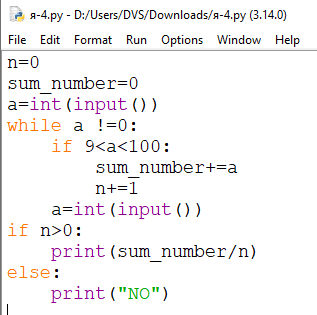 я-4.py - D:/Users/DVS/Downloads/я-4.py (3.14.0)
File Edit Format Run Options Window Help
n=0
sum_number=0
a=int(input())
while a !=0:
    if 9<a<100:
        sum_number+=a
        n+=1
    a=int(input())
if n>0:
    print(sum_number/n)
else:
    print("NO")